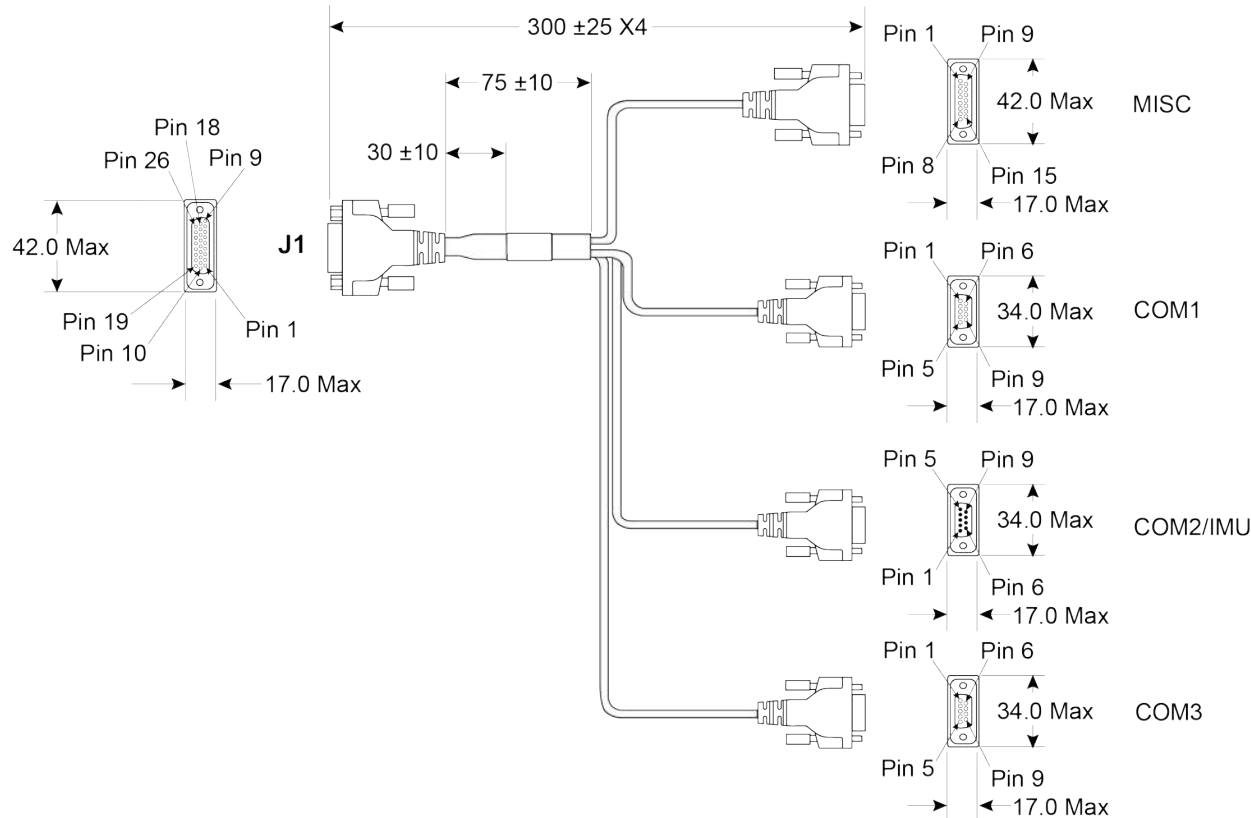 300 ±25 X4
75 ±10
30 ±10
Pin 18
Pin 26
Pin 9
42.0 Max
J1
Pin 19
Pin 1
Pin 10
17.0 Max
Pin 1
Pin 9
42.0 Max
MISC
Pin 8
Pin 15
17.0 Max
Pin 1
Pin 6
34.0 Max
COM1
Pin 5
Pin 9
17.0 Max
Pin 5
Pin 9
34.0 Max
COM2/IMU
Pin 1
Pin 6
17.0 Max
Pin 1
Pin 6
34.0 Max
COM3
Pin 5
Pin 9
17.0 Max